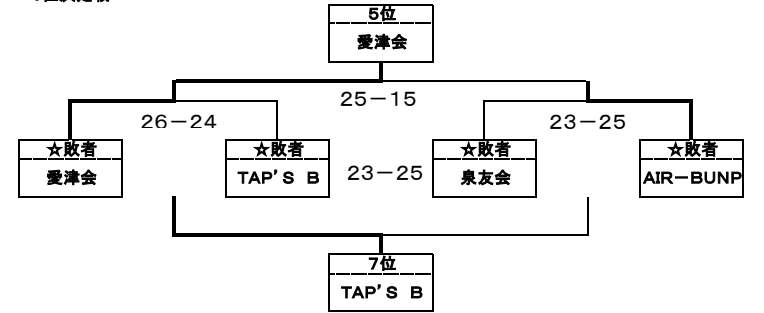 5位
愛津会
25－15
26－24
23－25
☆敗者
☆敗者
☆敗者
☆敗者
愛津会
TAP'S B
23－25
泉友会
AIR－BUNP
7位
TAP'S B